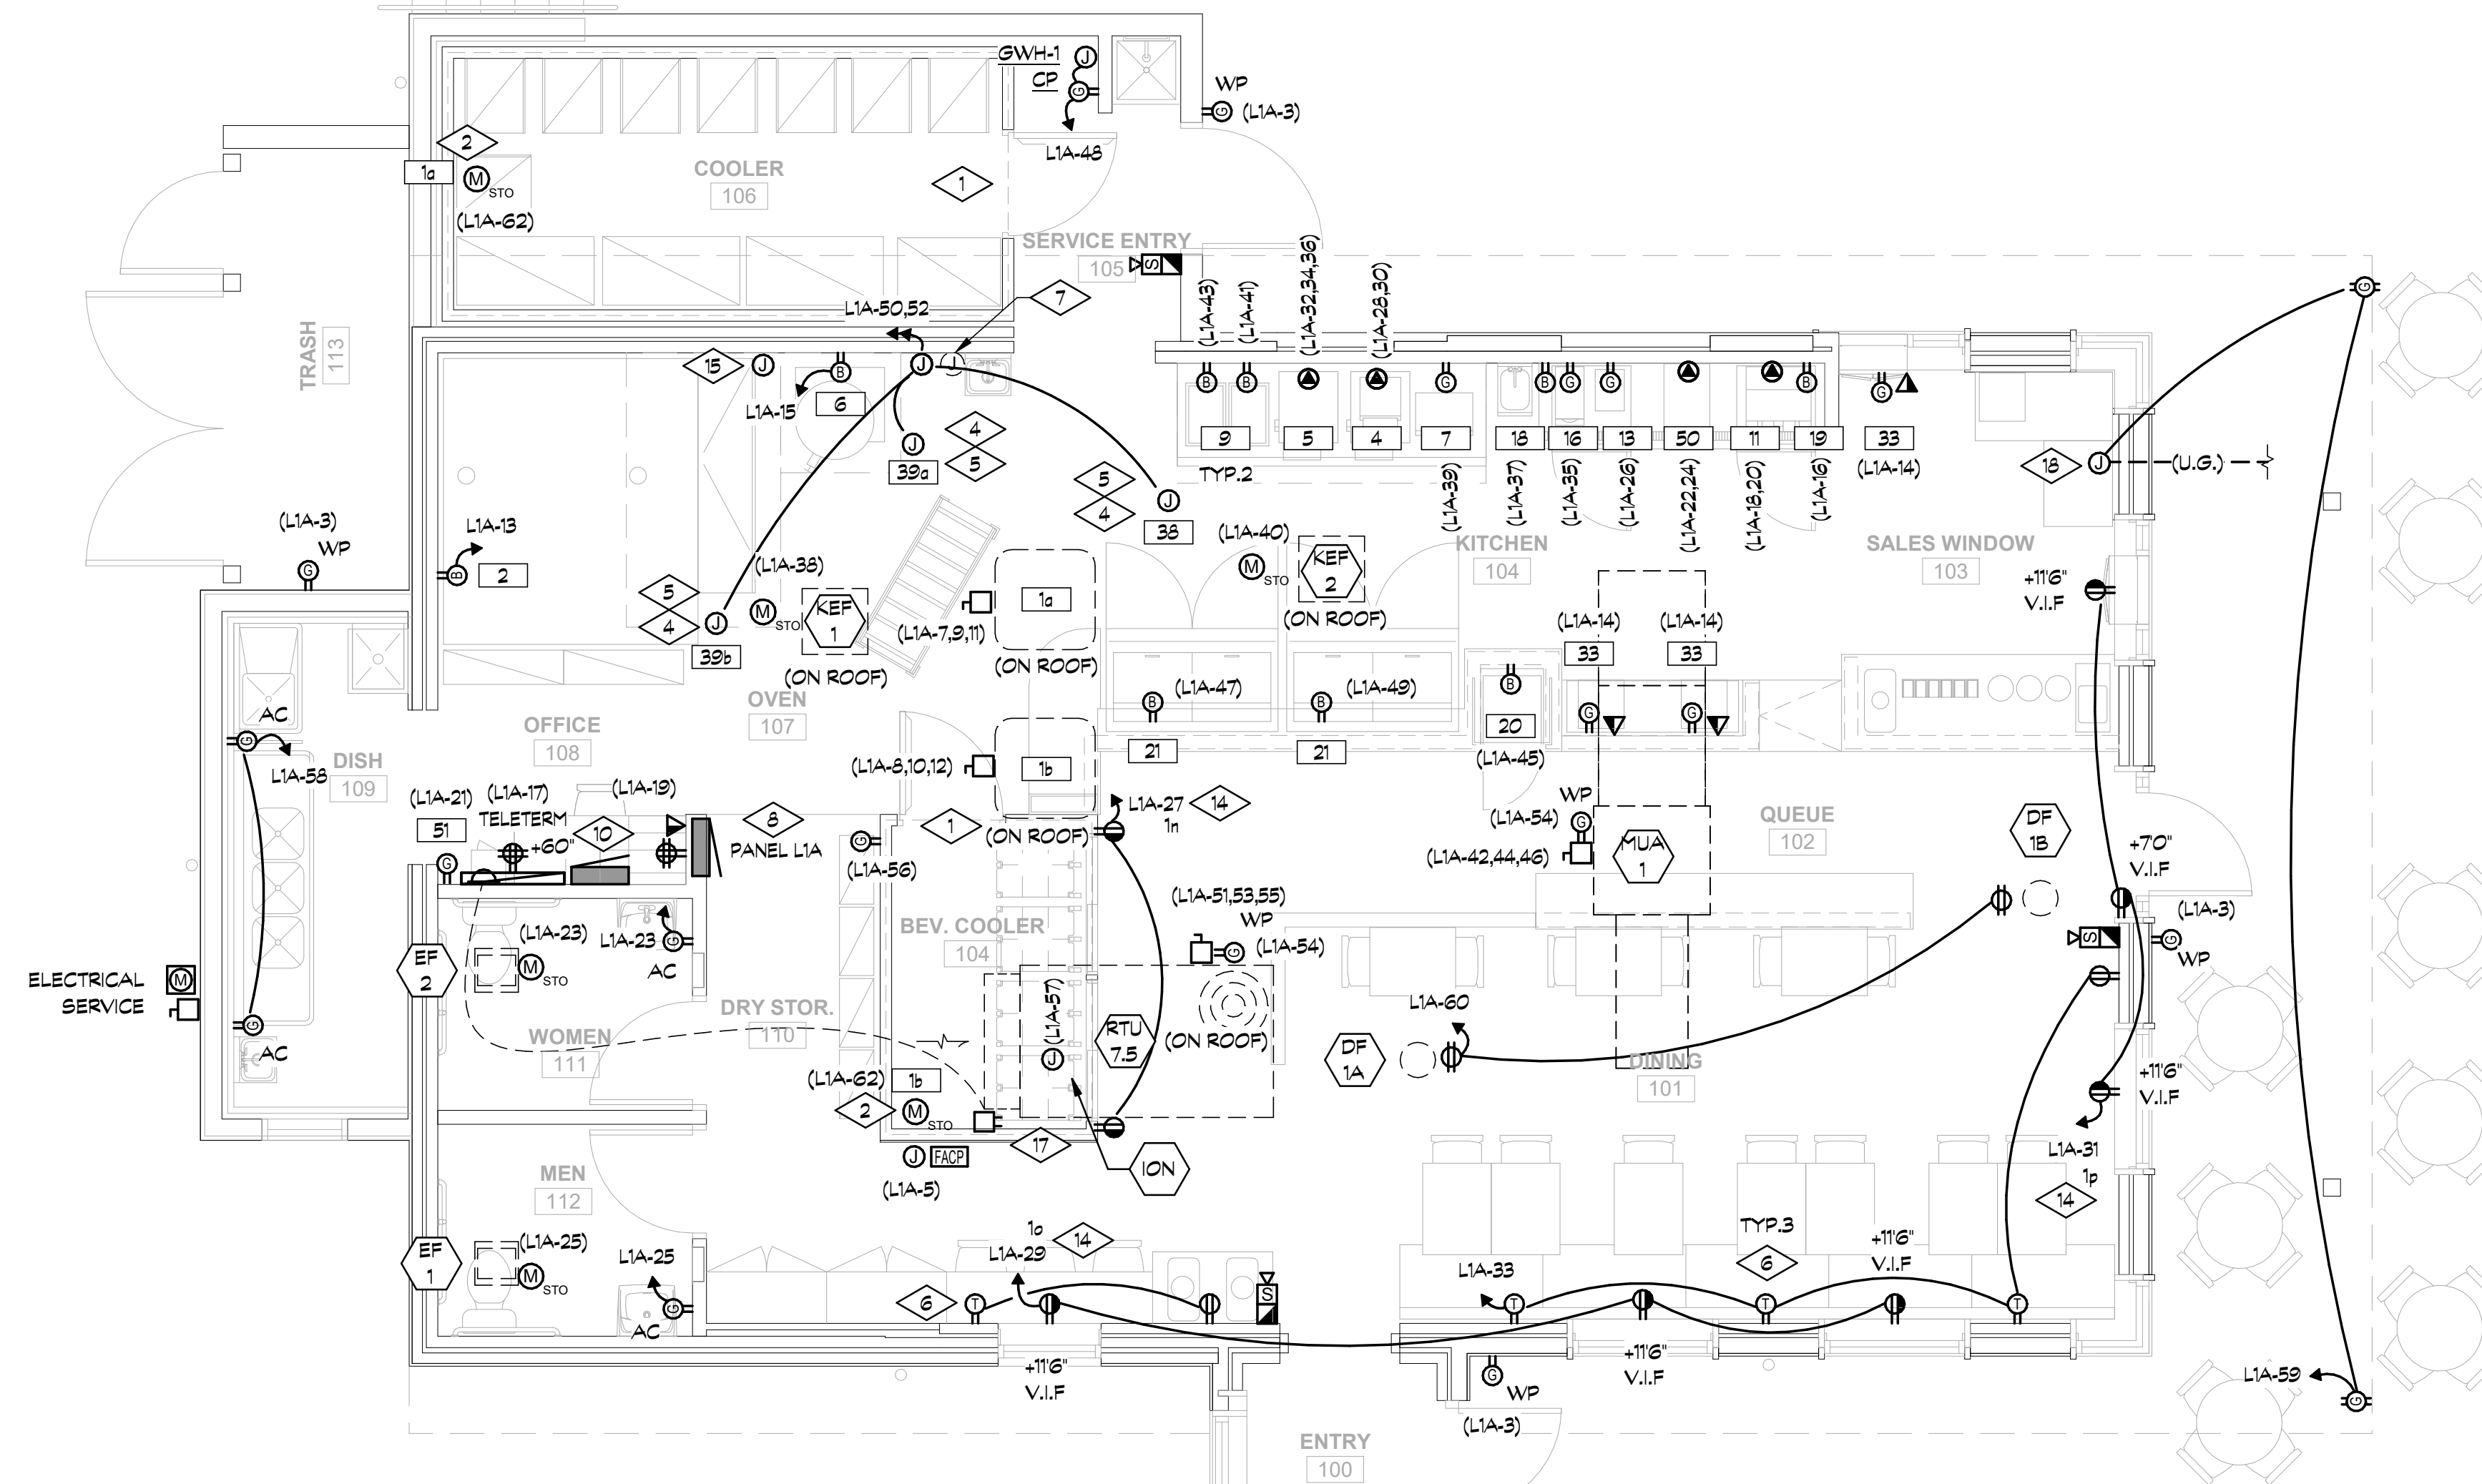 GWH-1
J
CP
G
WP
G
(L1A-3)
L1A-48
2
1a
M
STO
(L1A-62)
COOLER
106
1
SERVICE ENTRY
105
S
7
L1A-50,52
TRASH
113
15
J
B
J
J
L1A-15
6
J
39a
4
5
5
4
J
38
(L1A-43)
(L1A-41)
(L1A-32,34,36)
(L1A-28,30)
B
B
G
B
G
G
B
G
9
5
4
7
18
16
13
50
11
19
33
TYP.2
(L1A-39)
(L1A-37)
(L1A-35)
(L1A-26)
(L1A-22,24)
(L1A-18,20)
(L1A-16)
(L1A-14)
18
J
(U.G.)
G
(L1A-3)
WP
G
L1A-13
B
2
(L1A-38)
5
4
J
39b
M
STO
KEF
1
(ON ROOF)
(L1A-7,9,11)
1a
(ON ROOF)
(L1A-40)
M
STO
KEF
2
(ON ROOF)
KITCHEN
104
SALES WINDOW
103
+11'6"
V.I.F
(L1A-14)
(L1A-14)
33
33
G
G
OVEN
107
OFFICE
108
DISH
109
AC
G
L1A-58
(L1A-47)
(L1A-49)
B
B
B
21
21
20
(L1A-45)
(L1A-8,10,12)
1b
(ON ROOF)
L1A-27
1n
14
(L1A-21)
(L1A-17)
(L1A-19)
51
TELETERM
10
+60"
G
8
PANEL L1A
1
G
(L1A-56)
WP
(L1A-54)
G
(L1A-42,44,46)
MUA
1
QUEUE
102
DF
1B
+7'0"
V.I.F
(L1A-3)
S
G
WP
(L1A-51,53,55)
WP
G
(L1A-54)
BEV. COOLER
104
(L1A-23)
L1A-23
G
AC
EF
2
M
STO
ELECTRICAL
SERVICE
M
G
AC
WOMEN
111
DRY STOR.
110
(L1A-57)
J
RTU
7.5
(ON ROOF)
L1A-60
DF
1A
DINING
101
(L1A-62)
1b
2
M
STO
17
J
FACP
(L1A-5)
ION
+11'6"
V.I.F
L1A-31
1p
14
MEN
112
EF
1
(L1A-25)
M
STO
L1A-25
G
AC
1o
L1A-29
14
6
T
S
+11'6"
V.I.F
L1A-33
T
T
T
TYP.3
6
+11'6"
V.I.F
+11'6"
V.I.F
G
WP
(L1A-3)
L1A-59
G
ENTRY
100